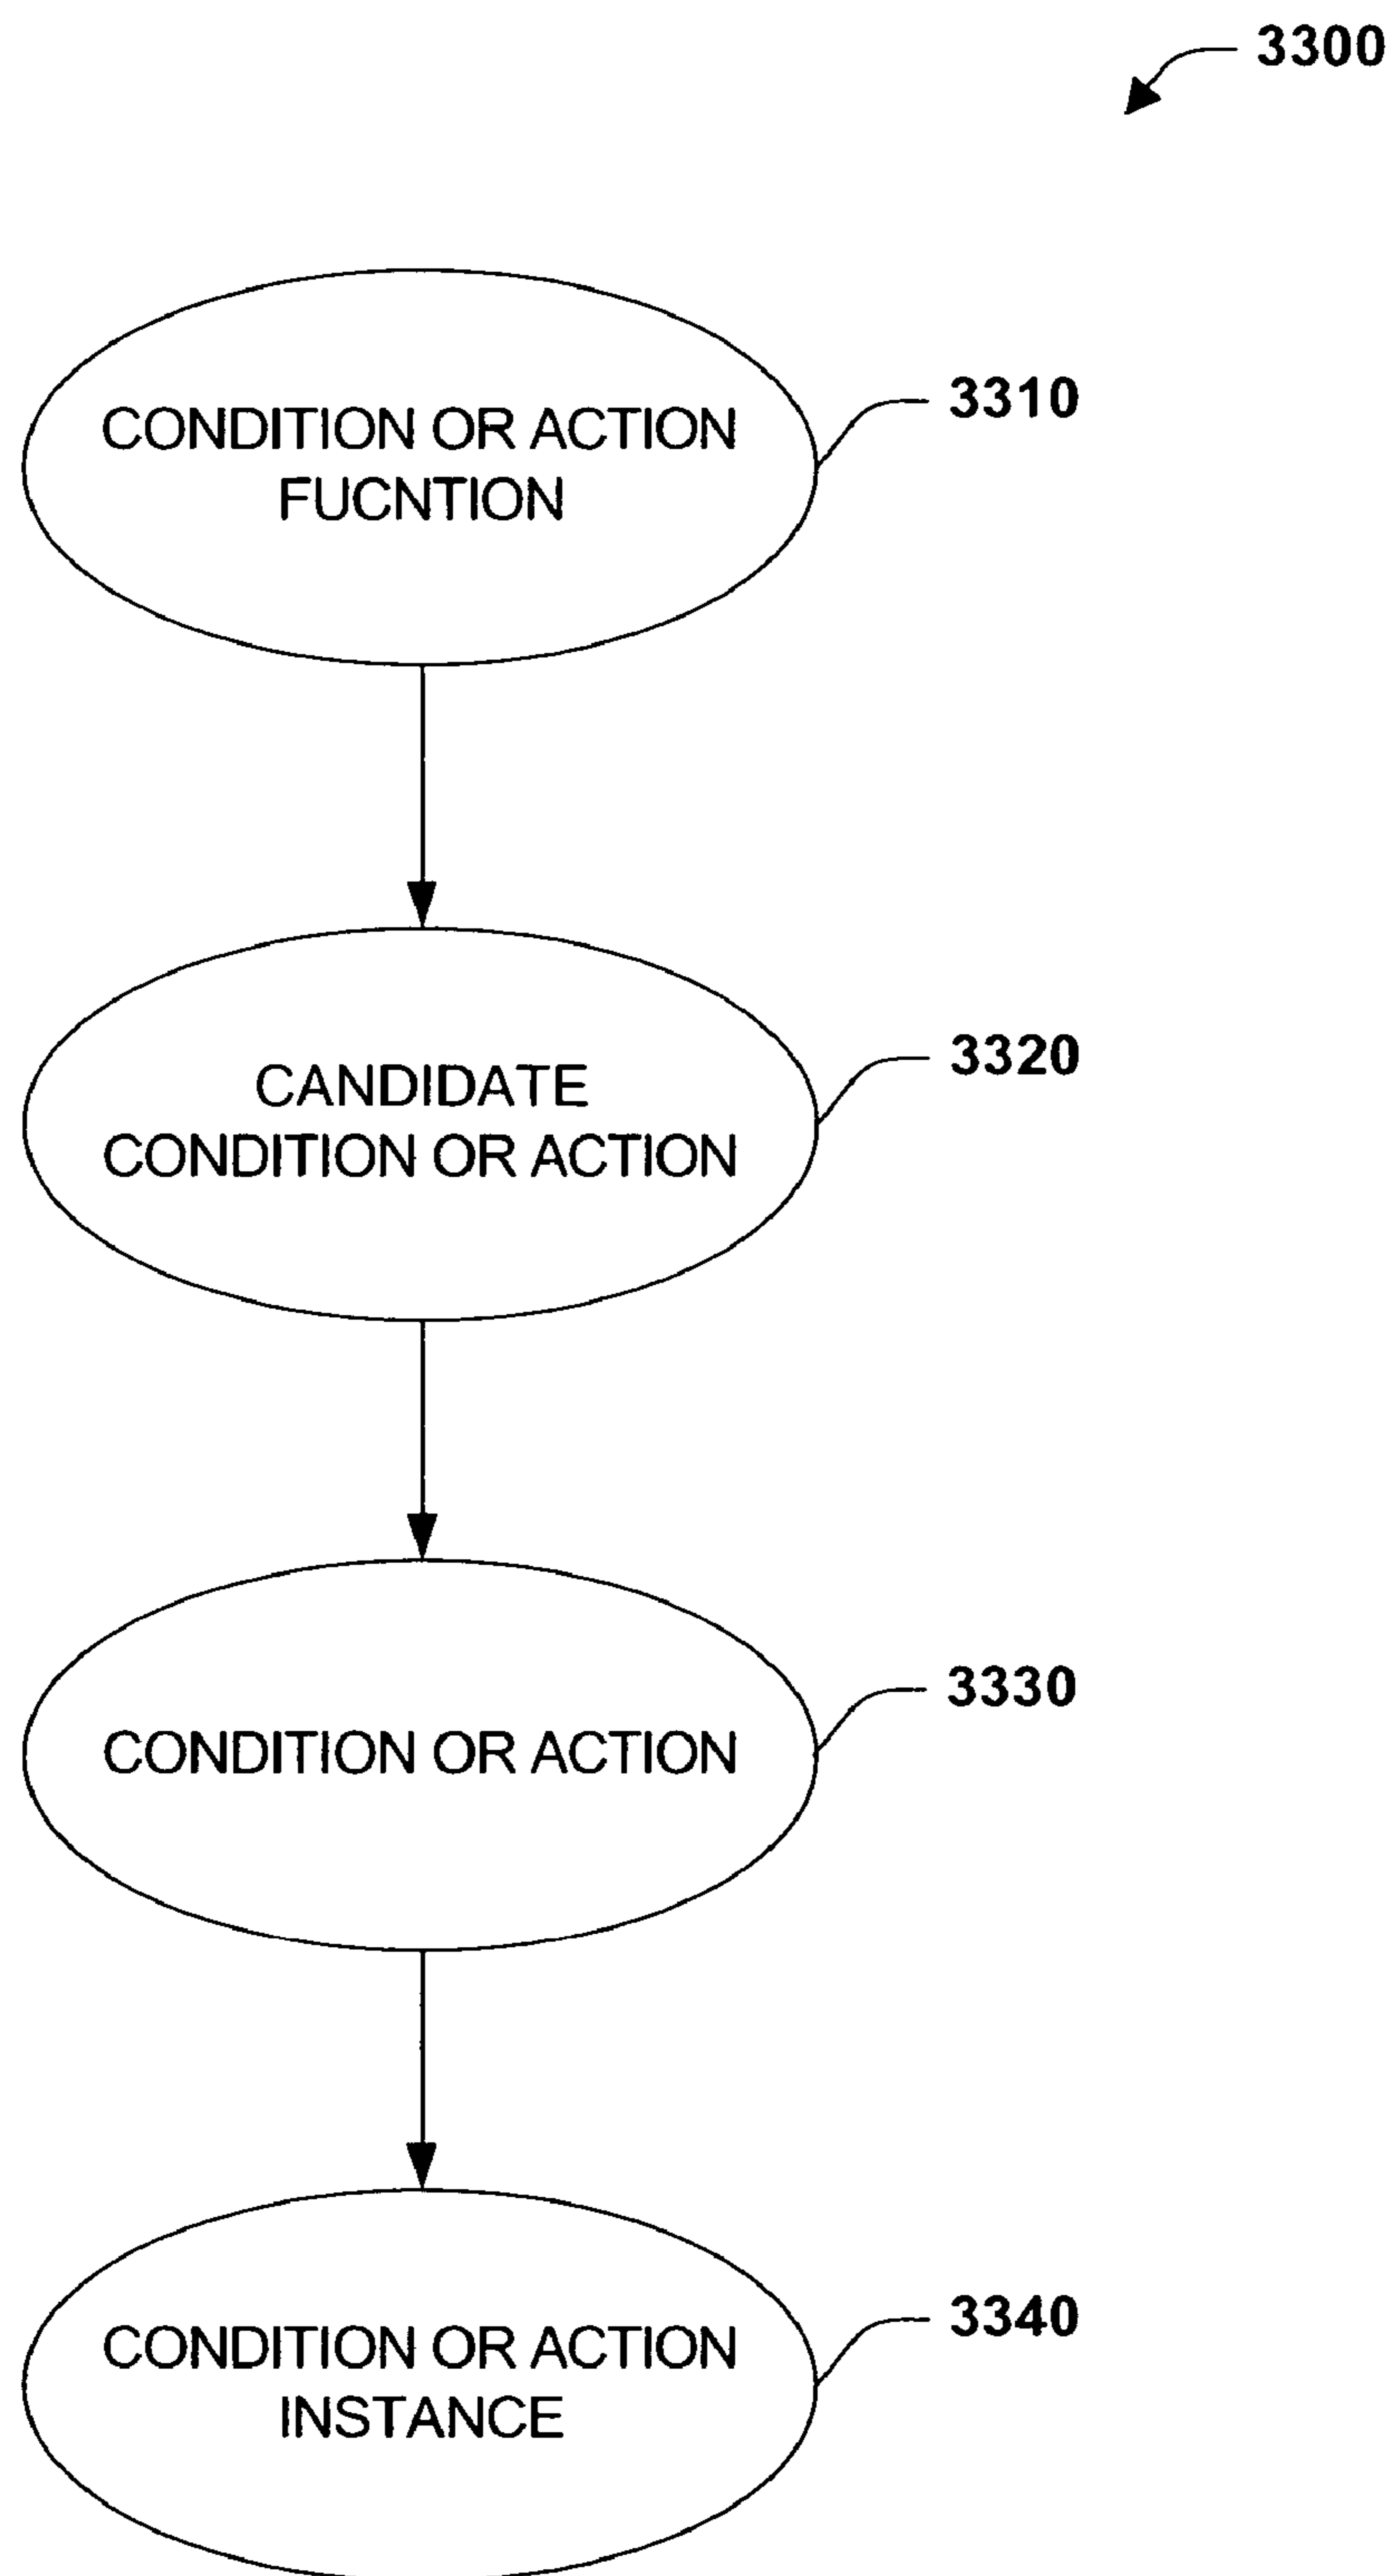 3300
CONDITION OR ACTION
FUCNTION
3310
CANDIDATE
CONDITION OR ACTION
3320
CONDITION OR ACTION
3330
CONDITION OR ACTION
INSTANCE
3340